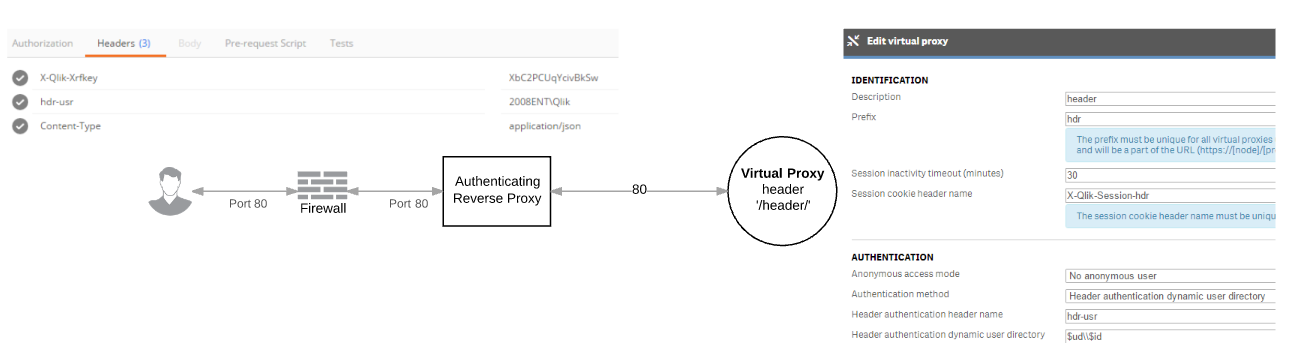 Authorization Headers (3) Body Pre-request Script Tests
X-Qlik-Xrfkey XbC2PCUqYcivBkSw
hdr-usr 2008ENT\Qlik
Content-Type application/json
Port 80
Firewall
Port 80
Authenticating
Reverse Proxy
80
Virtual Proxy
header
'/header/'
Edit virtual proxy
IDENTIFICATION
Description header
Prefix hdr
The prefix must be unique for all virtual proxies
and will be a part of the URL (https://[node]/[pr
Session inactivity timeout (minutes) 30
Session cookie header name X-Qlik-Session-hdr
The session cookie header name must be uniqu
AUTHENTICATION
Anonymous access mode No anonymous user
Authentication method Header authentication dynamic user directory
Header authentication header name hdr-usr
Header authentication dynamic user directory $ud\\$id